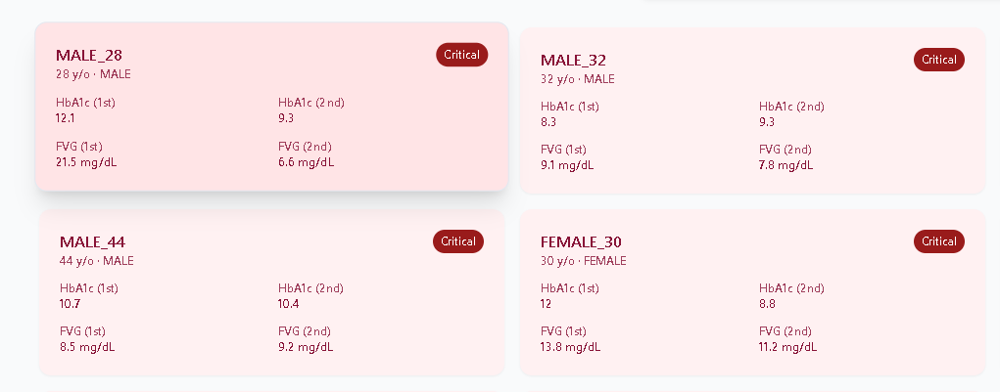 MALE_28
Critical
28 y/o · MALE
HbA1c (1st)
HbA1c (2nd)
12.1
9.3
FVG (1st)
FVG (2nd)
21.5 mg/dL
6.6 mg/dL
MALE_32
Critical
32 y/o · MALE
HbA1c (1st)
HbA1c (2nd)
8.3
9.3
FVG (1st)
FVG (2nd)
9.1 mg/dL
7.8 mg/dL
MALE_44
Critical
44 y/o · MALE
HbA1c (1st)
HbA1c (2nd)
10.7
10.4
FVG (1st)
FVG (2nd)
8.5 mg/dL
9.2 mg/dL
FEMALE_30
Critical
30 y/o · FEMALE
HbA1c (1st)
HbA1c (2nd)
12
8.8
FVG (1st)
FVG (2nd)
13.8 mg/dL
11.2 mg/dL